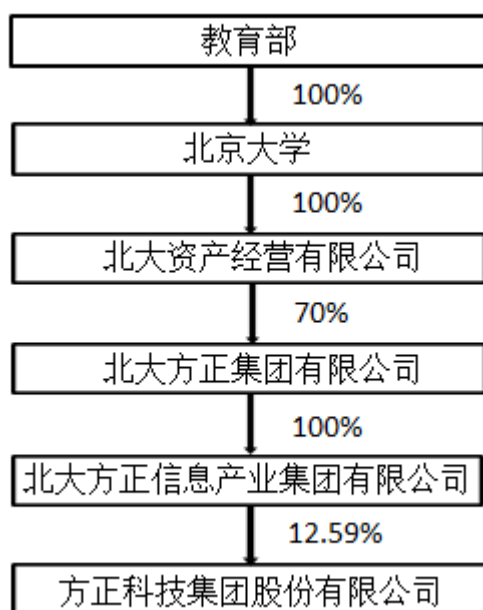 教育部
100%
北京大学
100%
北大资产经营有限公司
70%
北大方正集团有限公司
100%
北大方正信息产业集团有限公司
12.59%
方正科技集团股份有限公司